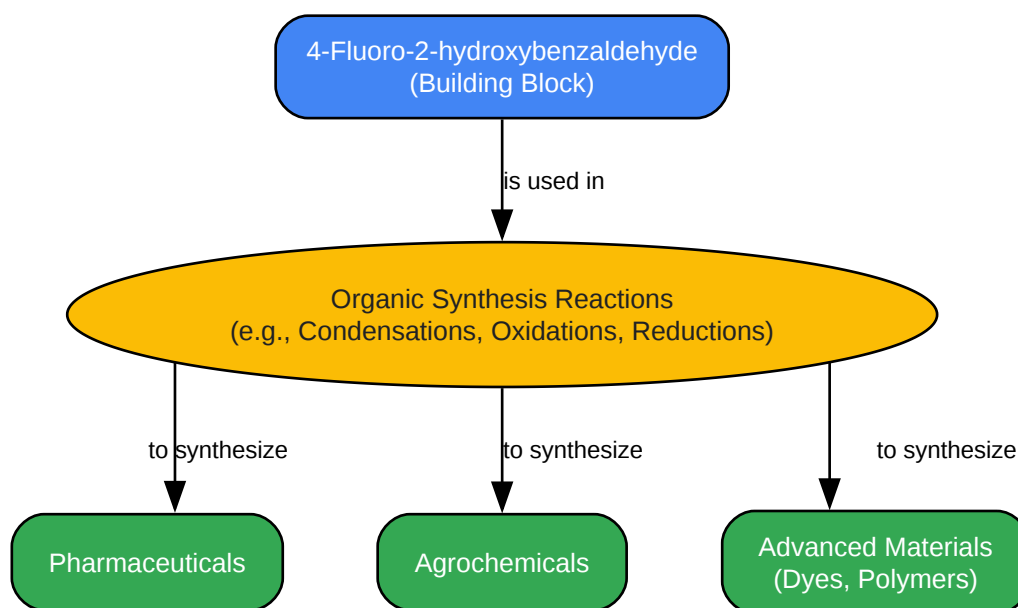 4-Fluoro-2-hydroxybenzaldehyde
(Building Block)
is used in
Organic Synthesis Reactions
(e.g., Condensations, Oxidations, Reductions)
to synthesize
to synthesize
to synthesize
Pharmaceuticals
Agrochemicals
Advanced Materials
(Dyes, Polymers)